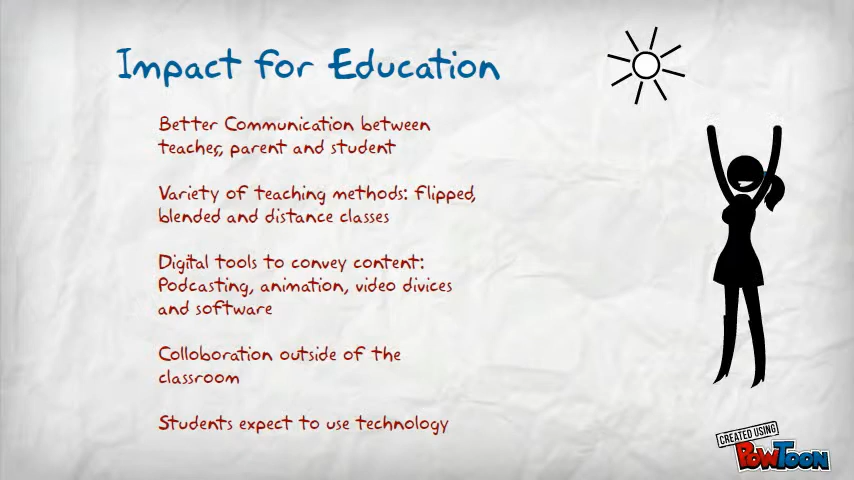 Impact for Education
Better Communication between
teacher, parent and student
Variety of teaching methods: flipped,
blended and distance classes
Digital tools to convey content:
Podcasting, animation, video divices
and software
Colloboration outside of the
classroom
Students expect to use technology
CREATED USING
POWTOON